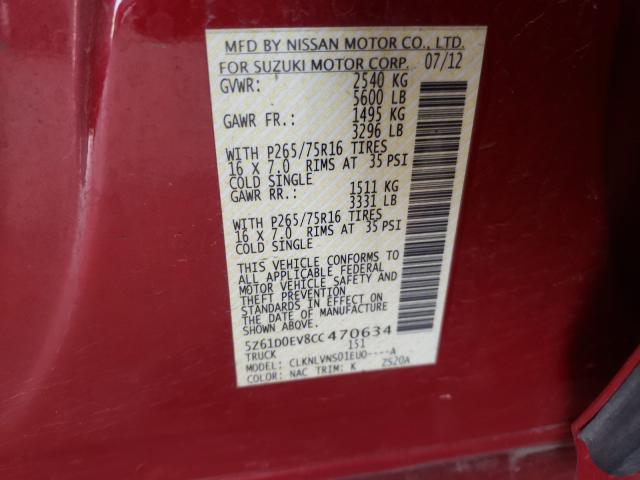 MFD BY NISSAN MOTOR CO., LTD.
FOR SUZUKI MOTOR CORP. 07/12
GVWR: 2540 KG
5600 LB
GAWR FR.: 1495 KG
3296 LB
WITH P265/75R16 TIRES
16 X 7.0 RIMS AT 35 PSI
COLD SINGLE
GAWR RR.: 1511 KG
3331 LB
WITH P265/75R16 TIRES
16 X 7.0 RIMS AT 35 PSI
COLD SINGLE
THIS VEHICLE CONFORMS TO
ALL APPLICABLE FEDERAL
MOTOR VEHICLE SAFETY AND
THEFT PREVENTION
STANDARDS IN EFFECT ON
THE DATE OF MANUFACTURE
SHOWN ABOVE.
5Z61D0EV8CC470634
TRUCK 151
MODEL: CLKNLVNS01EU0----A
COLOR: NAC TRIM: K ZS20A